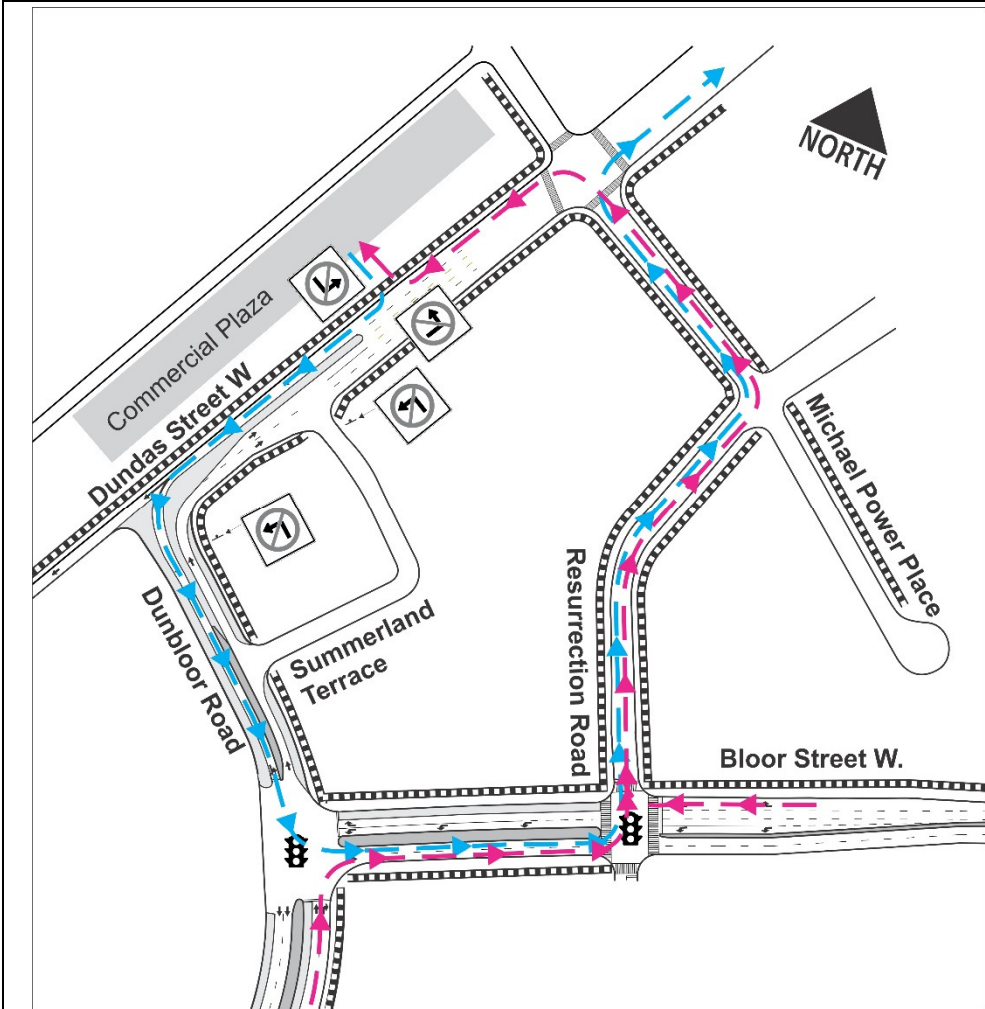 NORTH
Commercial Plaza
Dundas Street W
Michael Power Place
Dunbloor Road
Summerland
Terrace
Resurrection Road
Bloor Street W.